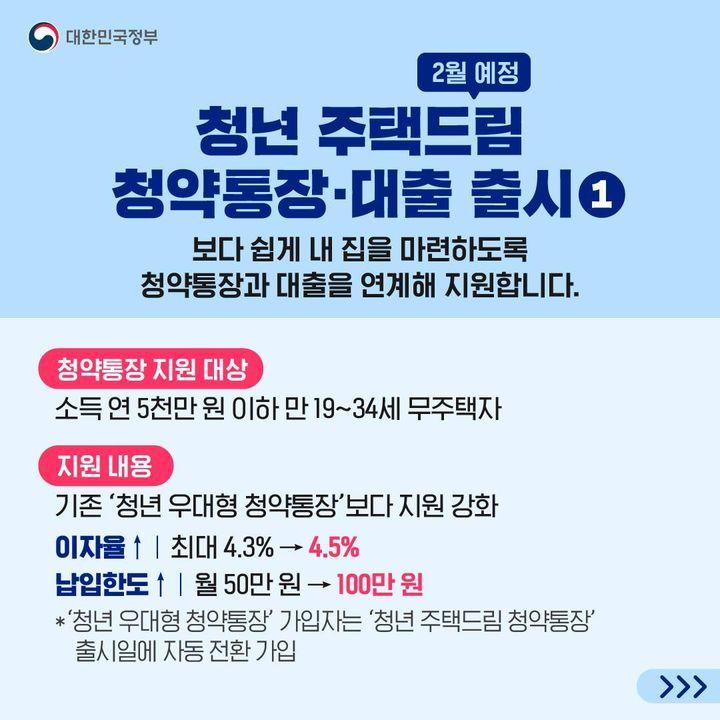 대한민국정부
2월 예정
청년 주택드림
청약통장·대출 출시❶
보다 쉽게 내 집을 마련하도록
청약통장과 대출을 연계해 지원합니다.
청약통장 지원 대상
소득 연 5천만 원 이하 만 19~34세 무주택자
지원 내용
기존 ‘청년 우대형 청약통장’보다 지원 강화
이자율↑ | 최대 4.3% → 4.5%
납입한도↑ | 월 50만 원 → 100만 원
*‘청년 우대형 청약통장’ 가입자는 ‘청년 주택드림 청약통장’
출시일에 자동 전환 가입